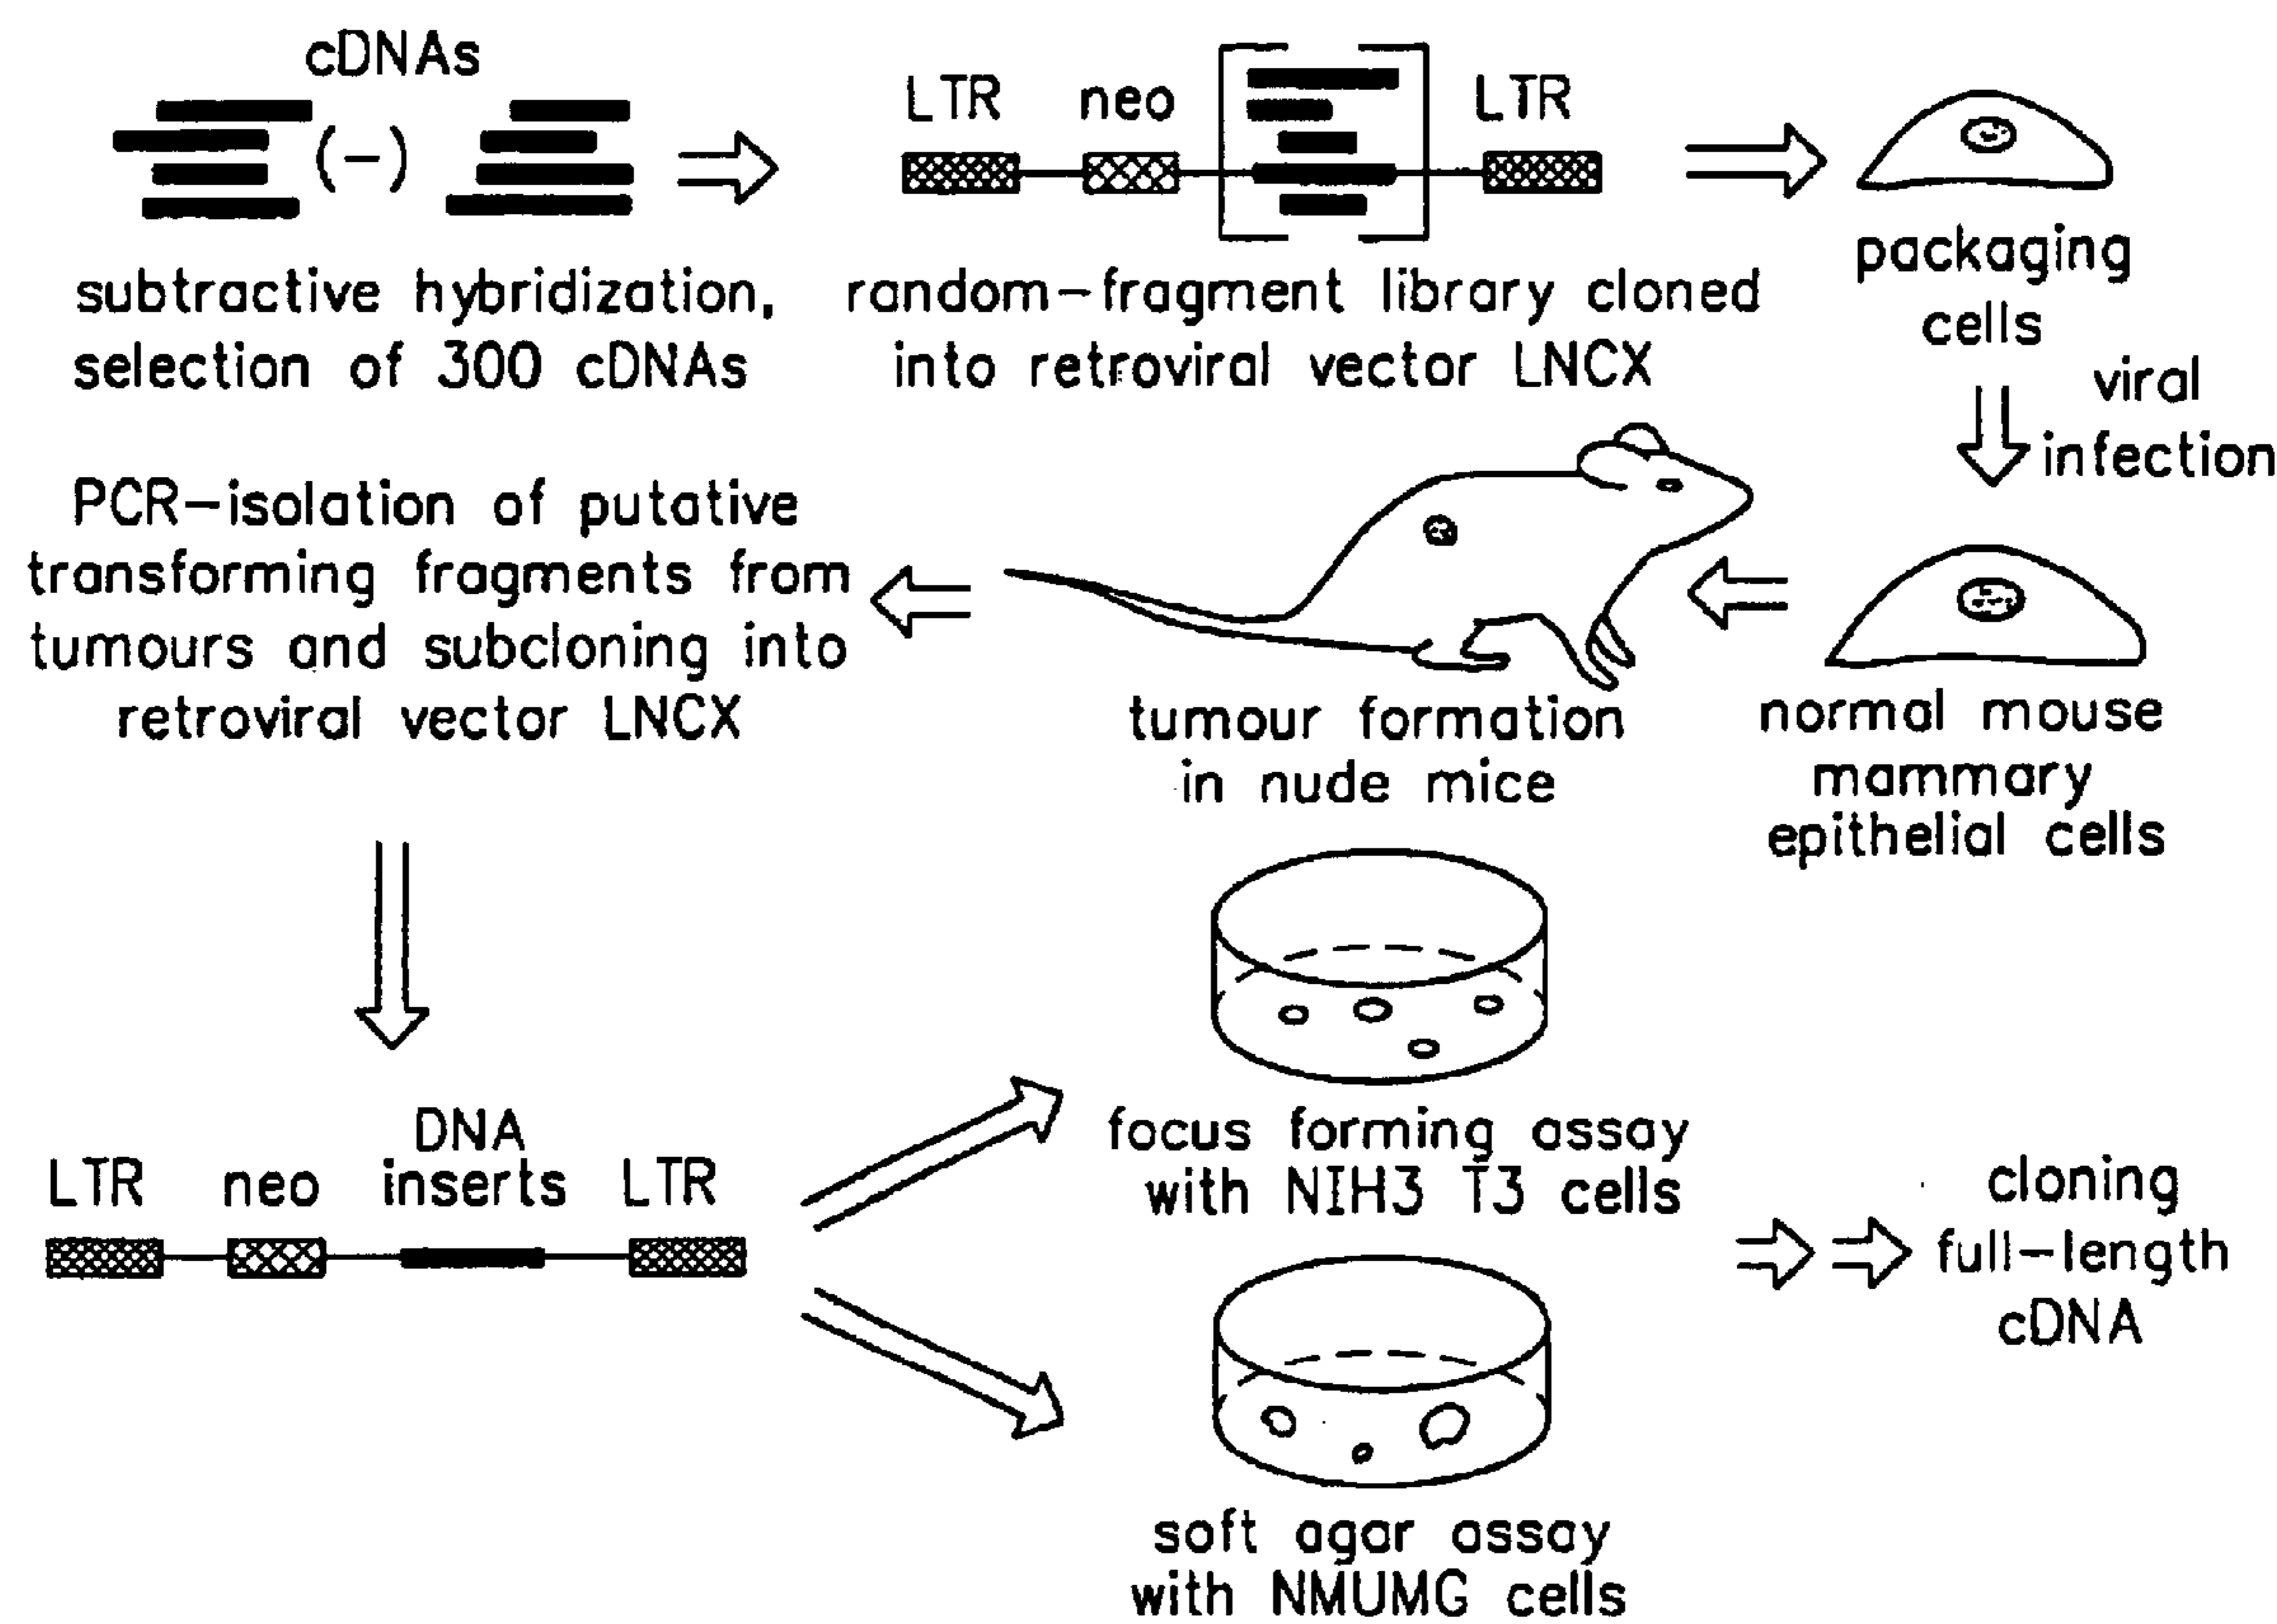 cDNAs
(-)
subtractive hybridization,
selection of 300 cDNAs
LTR neo LTR
random-fragment library cloned
into retroviral vector LNCX
packaging
cells
viral
infection
normal mouse
mammary
epithelial cells
tumour formation
in nude mice
PCR-isolation of putative
transforming fragments from
tumours and subcloning into
retroviral vector LNCX
DNA
LTR neo inserts LTR
focus forming assay
with NIH3 T3 cells
soft agar assay
with NMUMG cells
cloning
full-length
cDNA